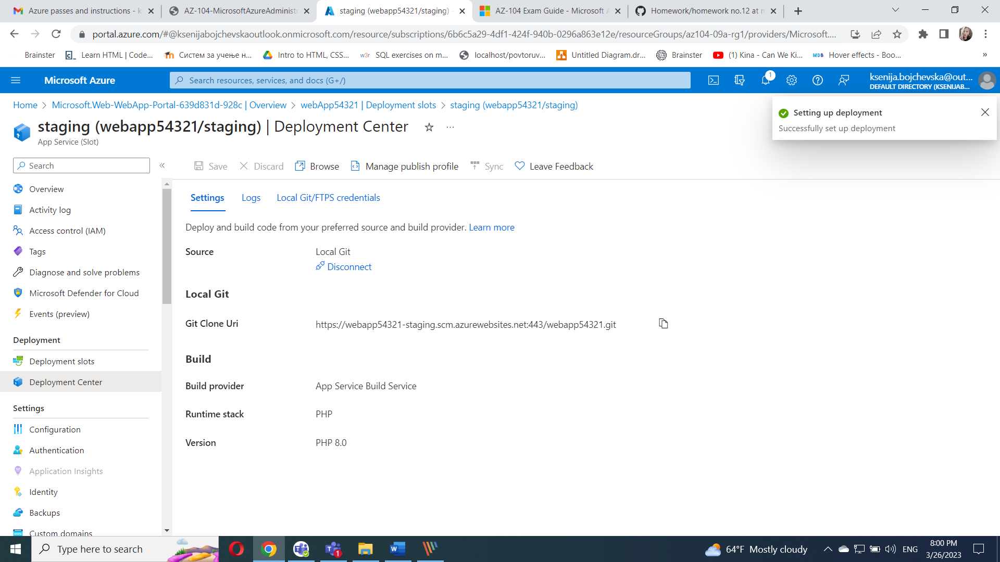 Azure passes and instructions - k
AZ-104-MicrosoftAzureAdministr
staging (webapp54321/staging) -
AZ-104 Exam Guide - Microsoft A
Homework/homework no.12 at m
portal.azure.com/#@ksenijabojchevskaoutlook.onmicrosoft.com/resource/subscriptions/6b6c5a29-4df1-424f-940b-0296a863e12e/resourceGroups/az104-09a-rg1/providers/Microsoft....
Brainster
Learn HTML | Code...
Систем за учење н...
Intro to HTML, CSS...
w3r SQL exercises on m...
localhost/povtoruv...
Untitled Diagram.dr...
Brainster
(1) Kina - Can We Ki...
MDB Hover effects - Boo...
»
Microsoft Azure
Search resources, services, and docs (G+/)
1
ksenija.bojchevska@out...
DEFAULT DIRECTORY (KSENIJAB...
Home > Microsoft.Web-WebApp-Portal-639d831d-928c | Overview > webApp54321 | Deployment slots > staging (webapp54321/staging)
Setting up deployment
Successfully set up deployment
staging (webapp54321/staging) | Deployment Center
App Service (Slot)
Search
«
Save
Discard
Browse
Manage publish profile
Sync
Leave Feedback
Overview
Activity log
Access control (IAM)
Tags
Diagnose and solve problems
Microsoft Defender for Cloud
Events (preview)
Deployment
Deployment slots
Deployment Center
Settings
Configuration
Authentication
Application Insights
Identity
Backups
Custom domains
Settings
Logs
Local Git/FTPS credentials
Deploy and build code from your preferred source and build provider. Learn more
Source
Local Git
Disconnect
Local Git
Git Clone Uri
https://webapp54321-staging.scm.azurewebsites.net:443/webapp54321.git
Build
Build provider
App Service Build Service
Runtime stack
PHP
Version
PHP 8.0
Type here to search
1
64°F Mostly cloudy
ENG
8:00 PM
3/26/2023